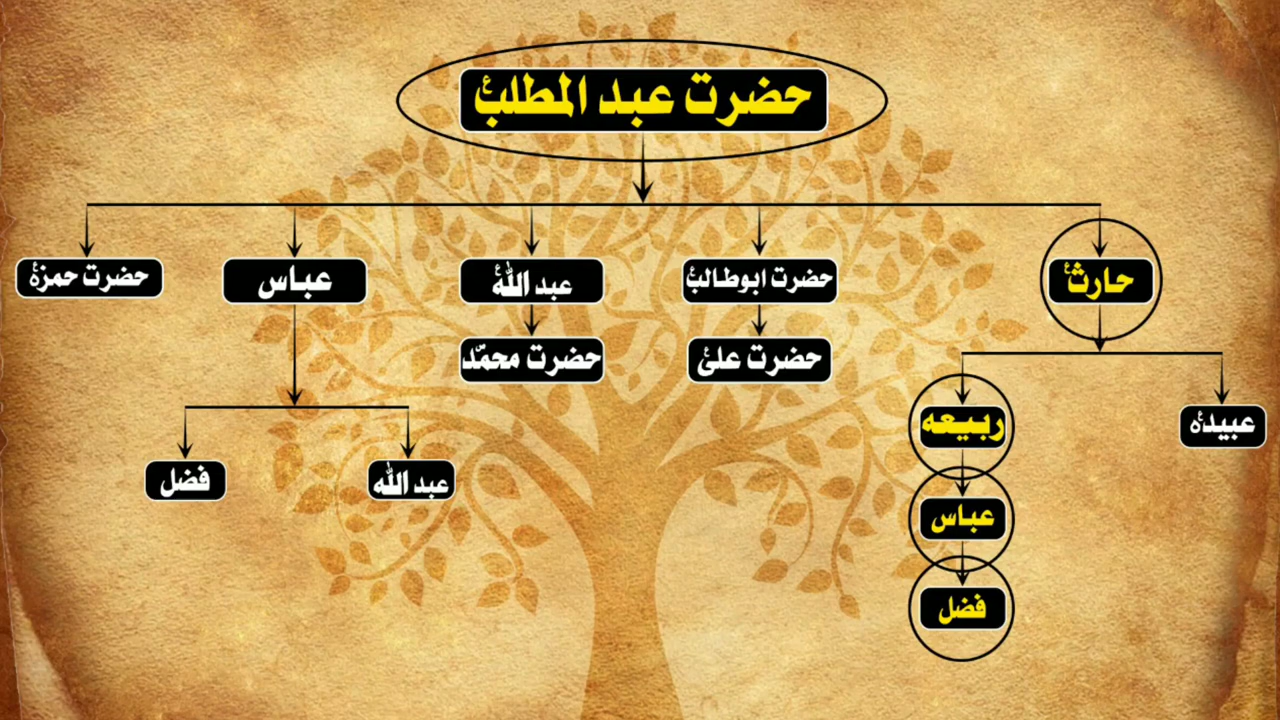 حضرت عبد المطلبؑ
حارثؑ
حضرت ابوطالبؑ
عبد اللہؑ
عباس
حضرت حمزہؑ
حضرت علیؑ
حضرت محمدؐ
عبیدہؑ
ربیعہ
عبد اللہ
فضل
عباس
فضل